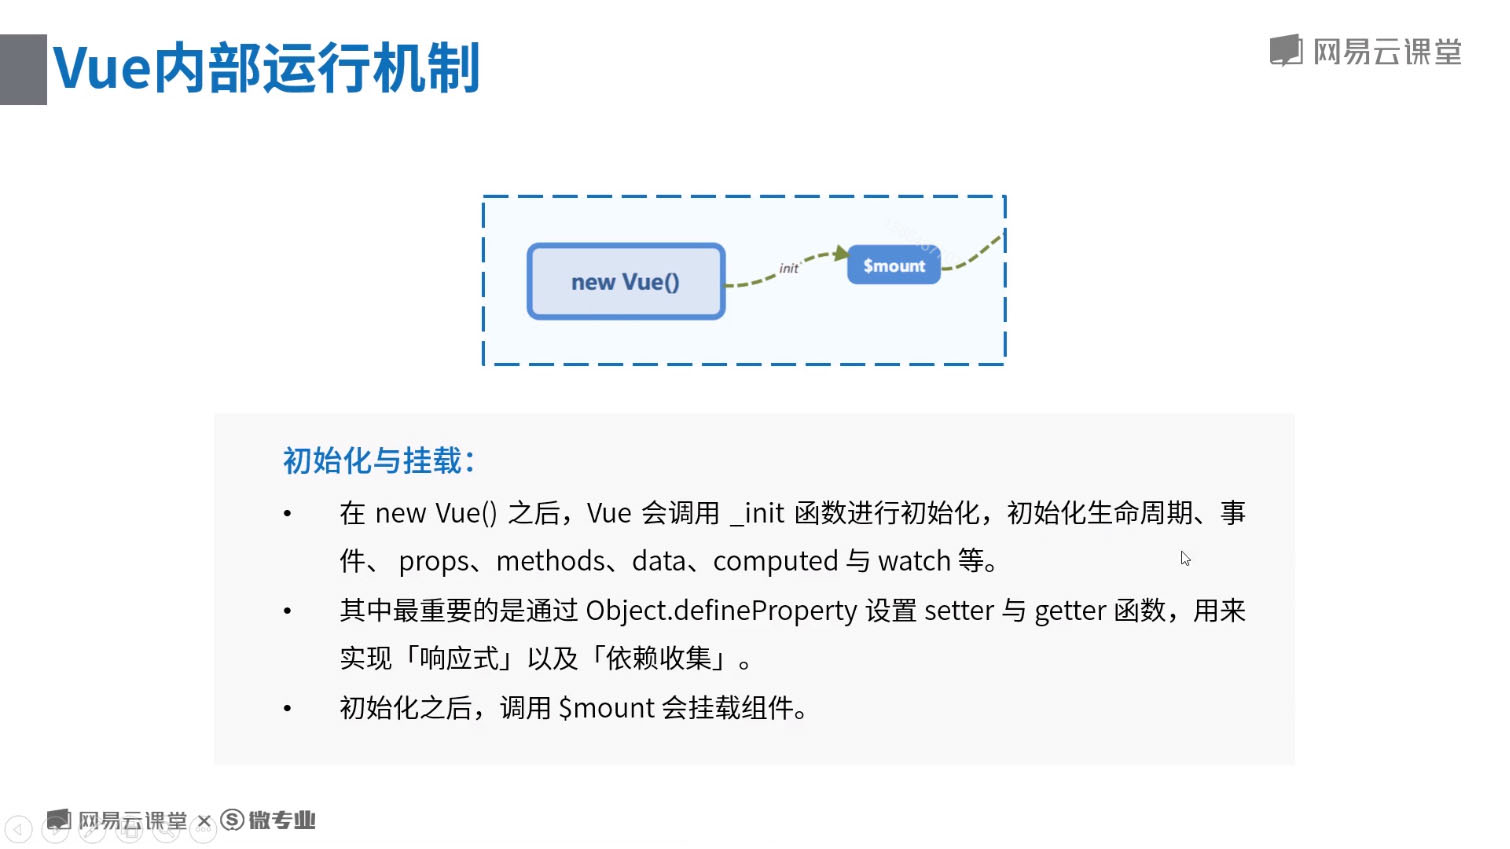 Vue内部运行机制
网易云课堂
new Vue()
init
$mount
初始化与挂载：
• 在 new Vue() 之后，Vue 会调用 _init 函数进行初始化，初始化生命周期、事
件、 props、methods、data、computed 与 watch 等。
• 其中最重要的是通过 Object.defineProperty 设置 setter 与 getter 函数，用来
实现「响应式」以及「依赖收集」。
• 初始化之后，调用 $mount 会挂载组件。
网易云课堂 × S 微专业